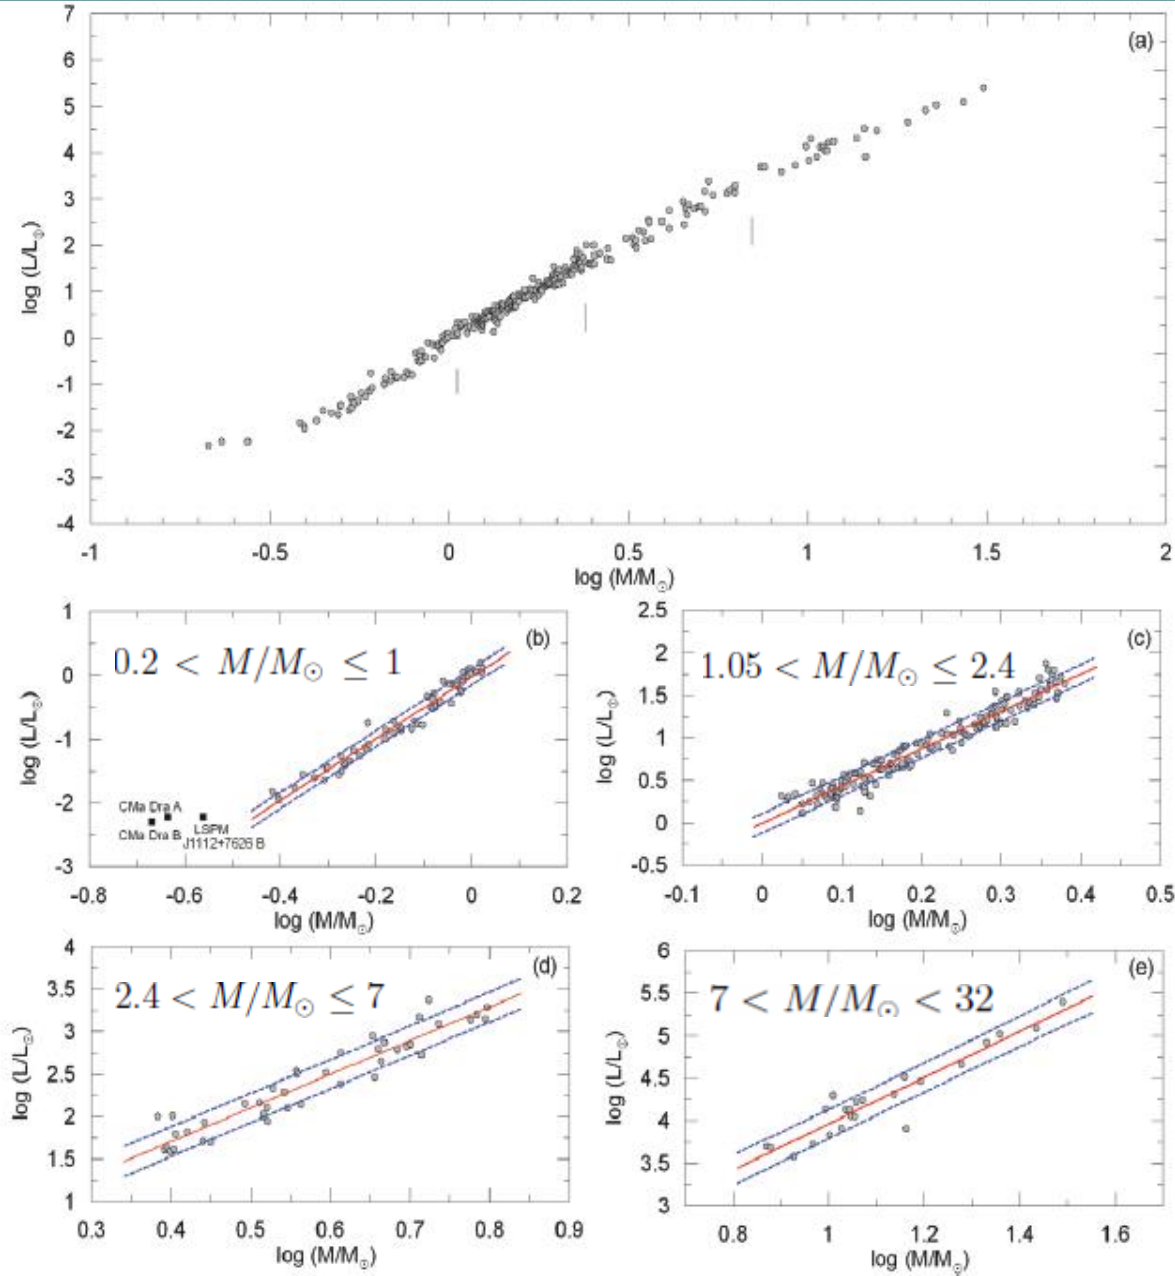 7
6
5
4
3
2
1
0
-1
-2
-3
-4
log (L/L⊙)
(a)
-1 -0.5 0 0.5 1 1.5 2
log (M/M⊙)
1
0
-1
-2
-3
log (L/L⊙)
(b)
0.2 < M/M⊙ ≤ 1
CMa Dra A
CMa Dra B
LSPM
J1112+7626 B
-0.8 -0.6 -0.4 -0.2 0 0.2
log (M/M⊙)
2.5
2
1.5
1
0.5
0
-0.5
log (L/L⊙)
(c)
1.05 < M/M⊙ ≤ 2.4
-0.1 0 0.1 0.2 0.3 0.4 0.5
log (M/M⊙)
4
3.5
3
2.5
2
1.5
1
log (L/L⊙)
(d)
2.4 < M/M⊙ ≤ 7
0.3 0.4 0.5 0.6 0.7 0.8 0.9
log (M/M⊙)
6
5.5
5
4.5
4
3.5
3
log (L/L⊙)
(e)
7 < M/M⊙ < 32
0.8 1 1.2 1.4 1.6
log (M/M⊙)